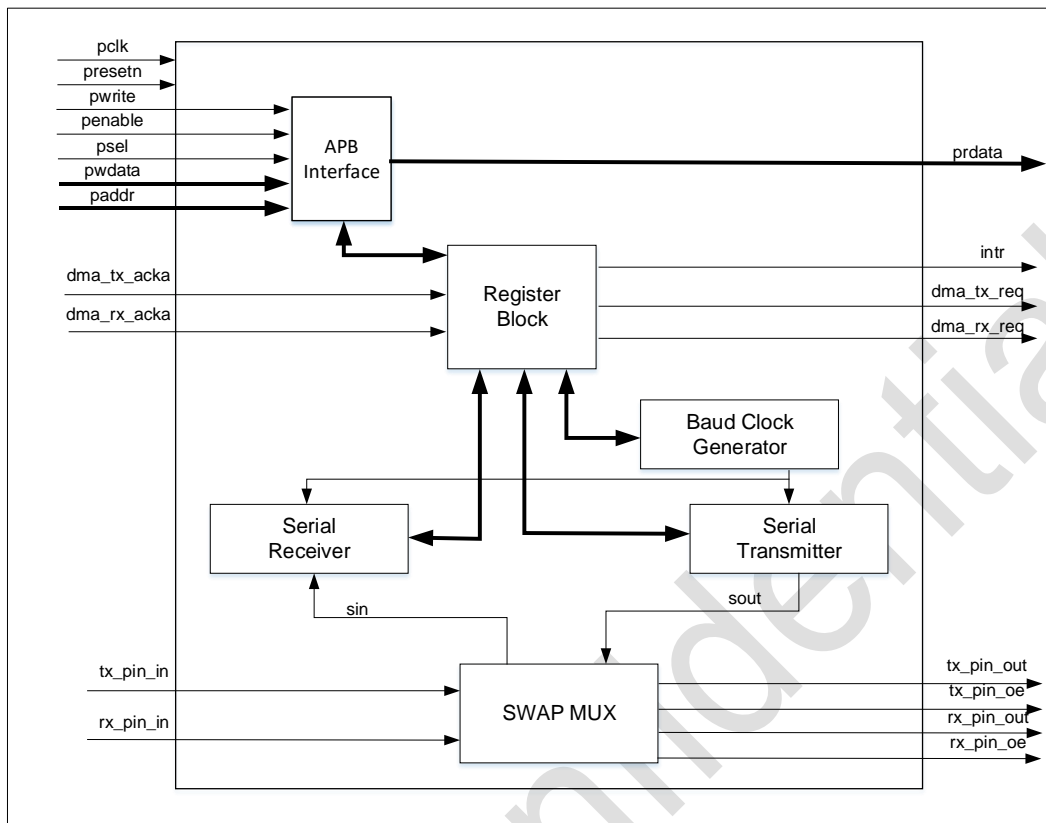 pclk
presetn
pwrite
penable
psel
pwdata
paddr
APB
Interface
prdata
dma_tx_acka
dma_rx_acka
Register
Block
intr
dma_tx_req
dma_rx_req
Baud Clock
Generator
Serial
Receiver
Serial
Transmitter
sin
sout
tx_pin_in
rx_pin_in
SWAP MUX
tx_pin_out
tx_pin_oe
rx_pin_out
rx_pin_oe
nfidential